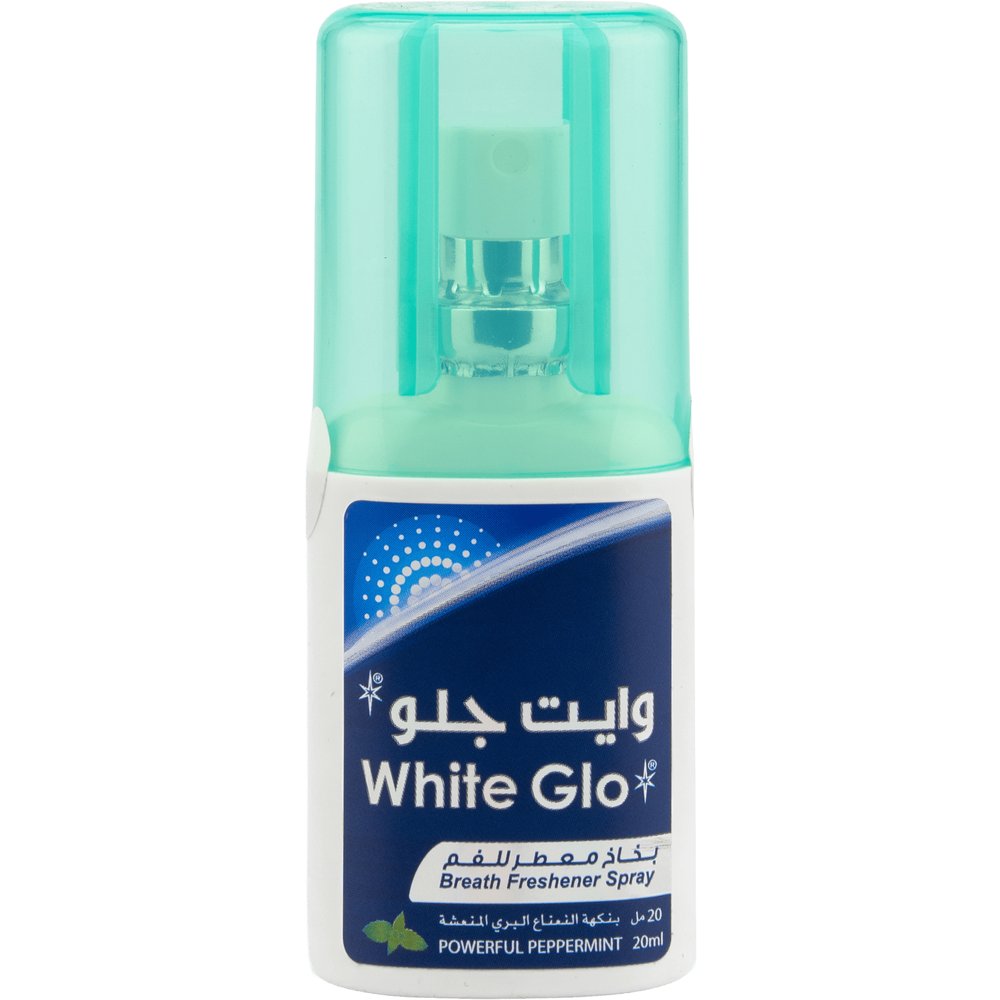 وايت جلو®
White Glo®
بخاخ معطر للفم
Breath Freshener Spray
بنكهة النعناع البري المنعشة 20 مل
POWERFUL PEPPERMINT 20ml